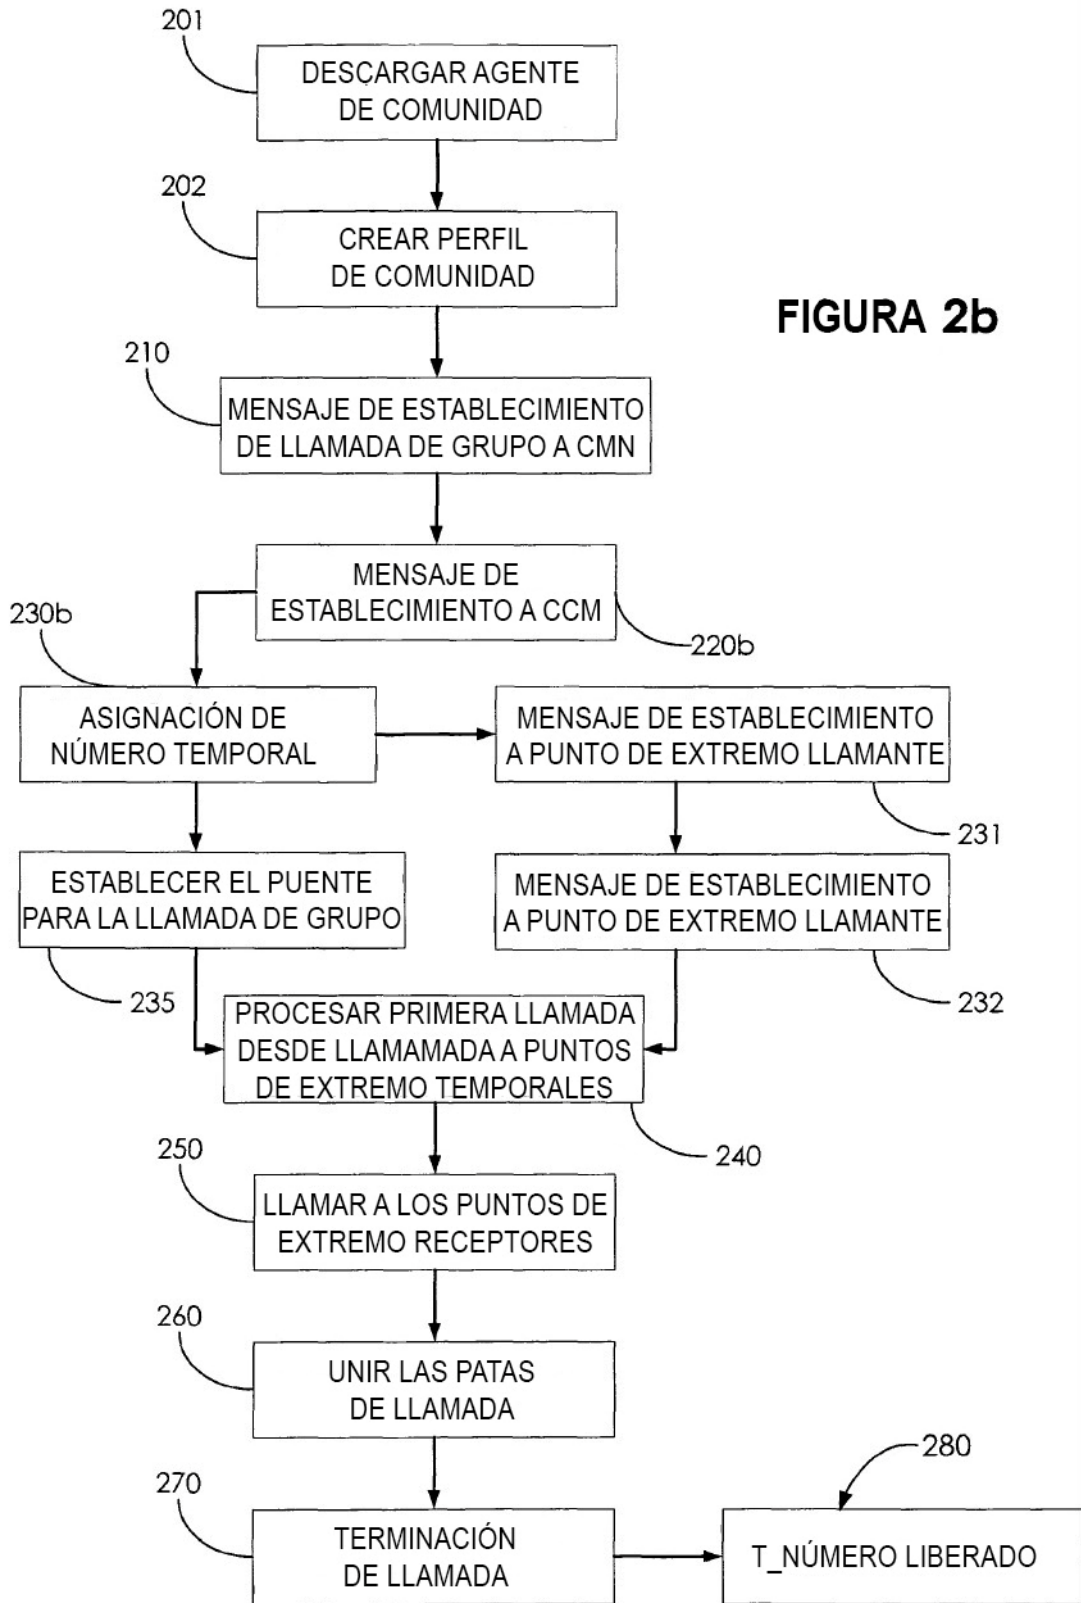 201
DESCARGAR AGENTE
DE COMUNIDAD
202
CREAR PERFIL
DE COMUNIDAD
FIGURA 2b
210
MENSAJE DE ESTABLECIMIENTO
DE LLAMADA DE GRUPO A CMN
MENSAJE DE
ESTABLECIMIENTO A CCM
220b
230b
ASIGNACIÓN DE
NÚMERO TEMPORAL
MENSAJE DE ESTABLECIMIENTO
A PUNTO DE EXTREMO LLAMANTE
231
ESTABLECER EL PUENTE
PARA LA LLAMADA DE GRUPO
235
MENSAJE DE ESTABLECIMIENTO
A PUNTO DE EXTREMO LLAMANTE
232
PROCESAR PRIMERA LLAMADA
DESDE LLAMAMADA A PUNTOS
DE EXTREMO TEMPORALES
240
250
LLAMAR A LOS PUNTOS DE
EXTREMO RECEPTORES
260
UNIR LAS PATAS
DE LLAMADA
270
TERMINACIÓN
DE LLAMADA
280
T_NÚMERO LIBERADO